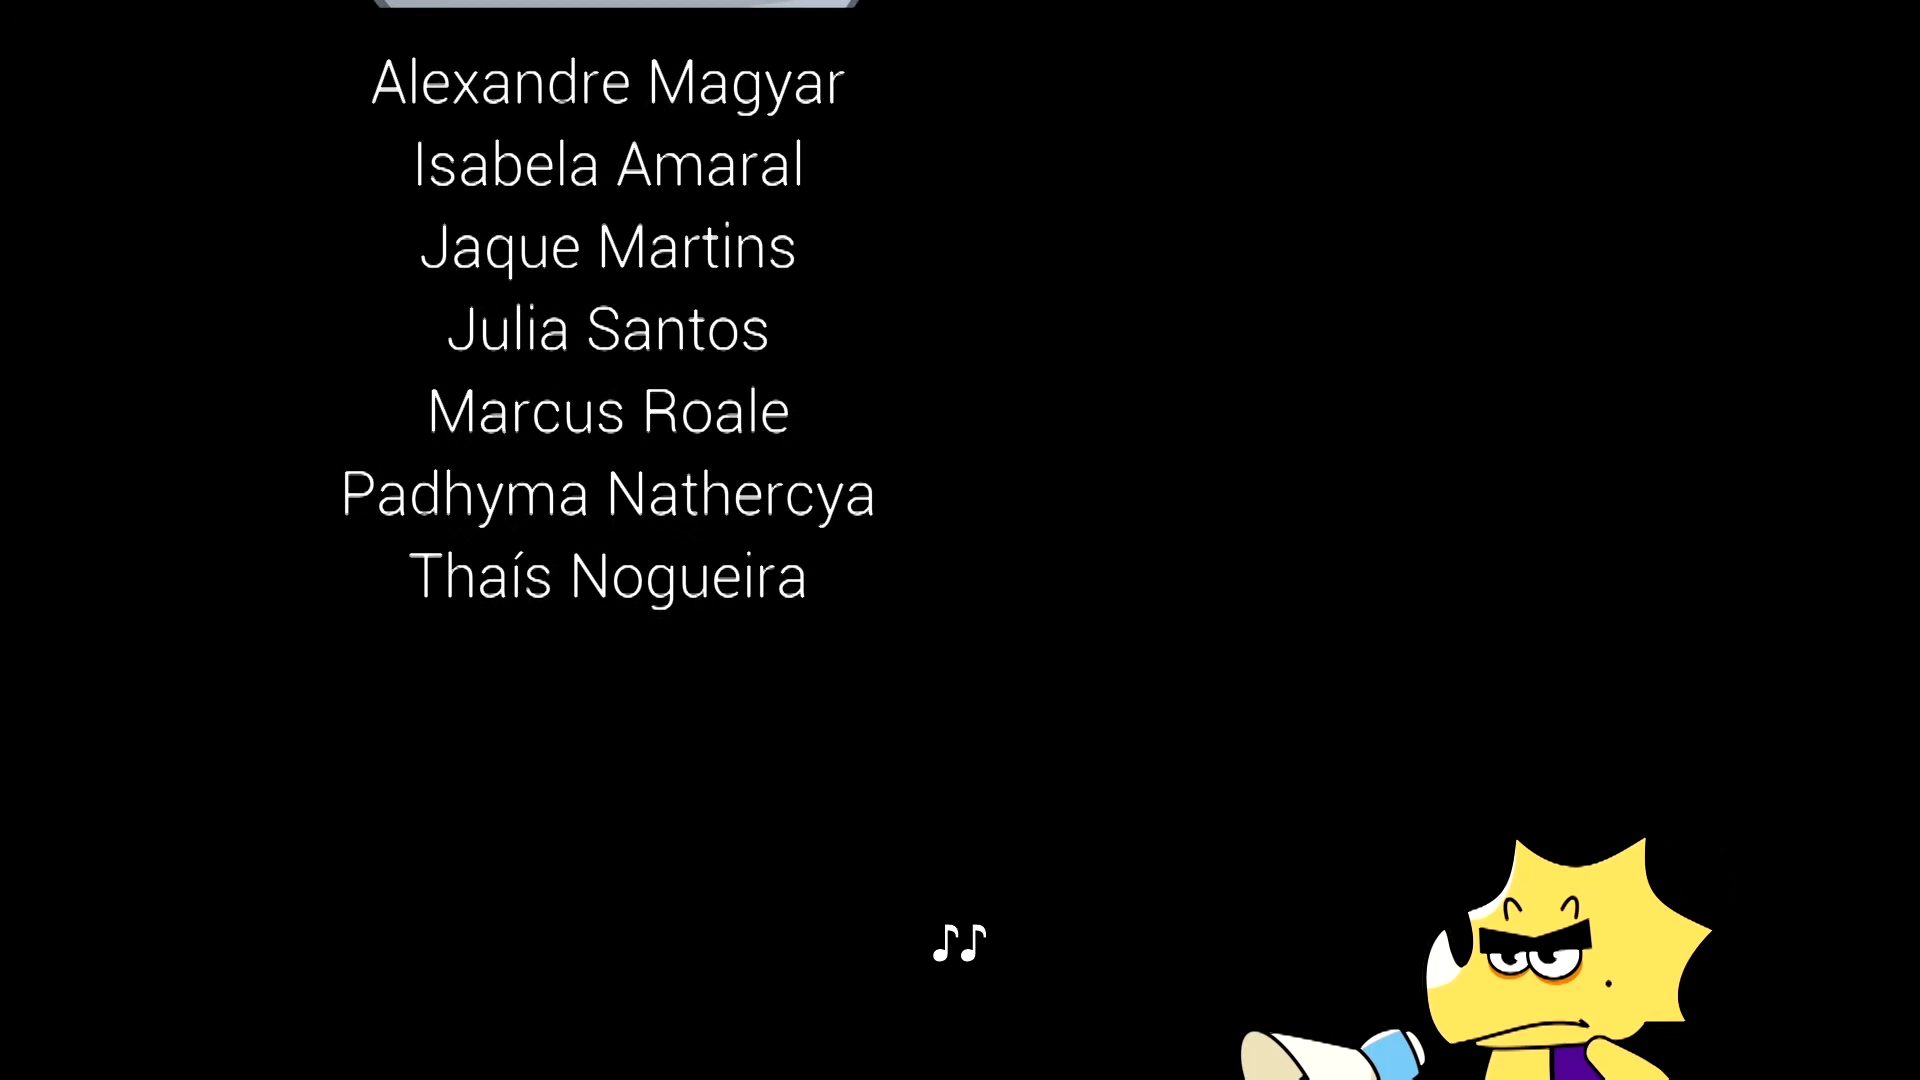 Alexandre Magyar
Isabela Amaral
Jaque Martins
Julia Santos
Marcus Roale
Padhyma Nathercya
Thaís Nogueira
♪♪